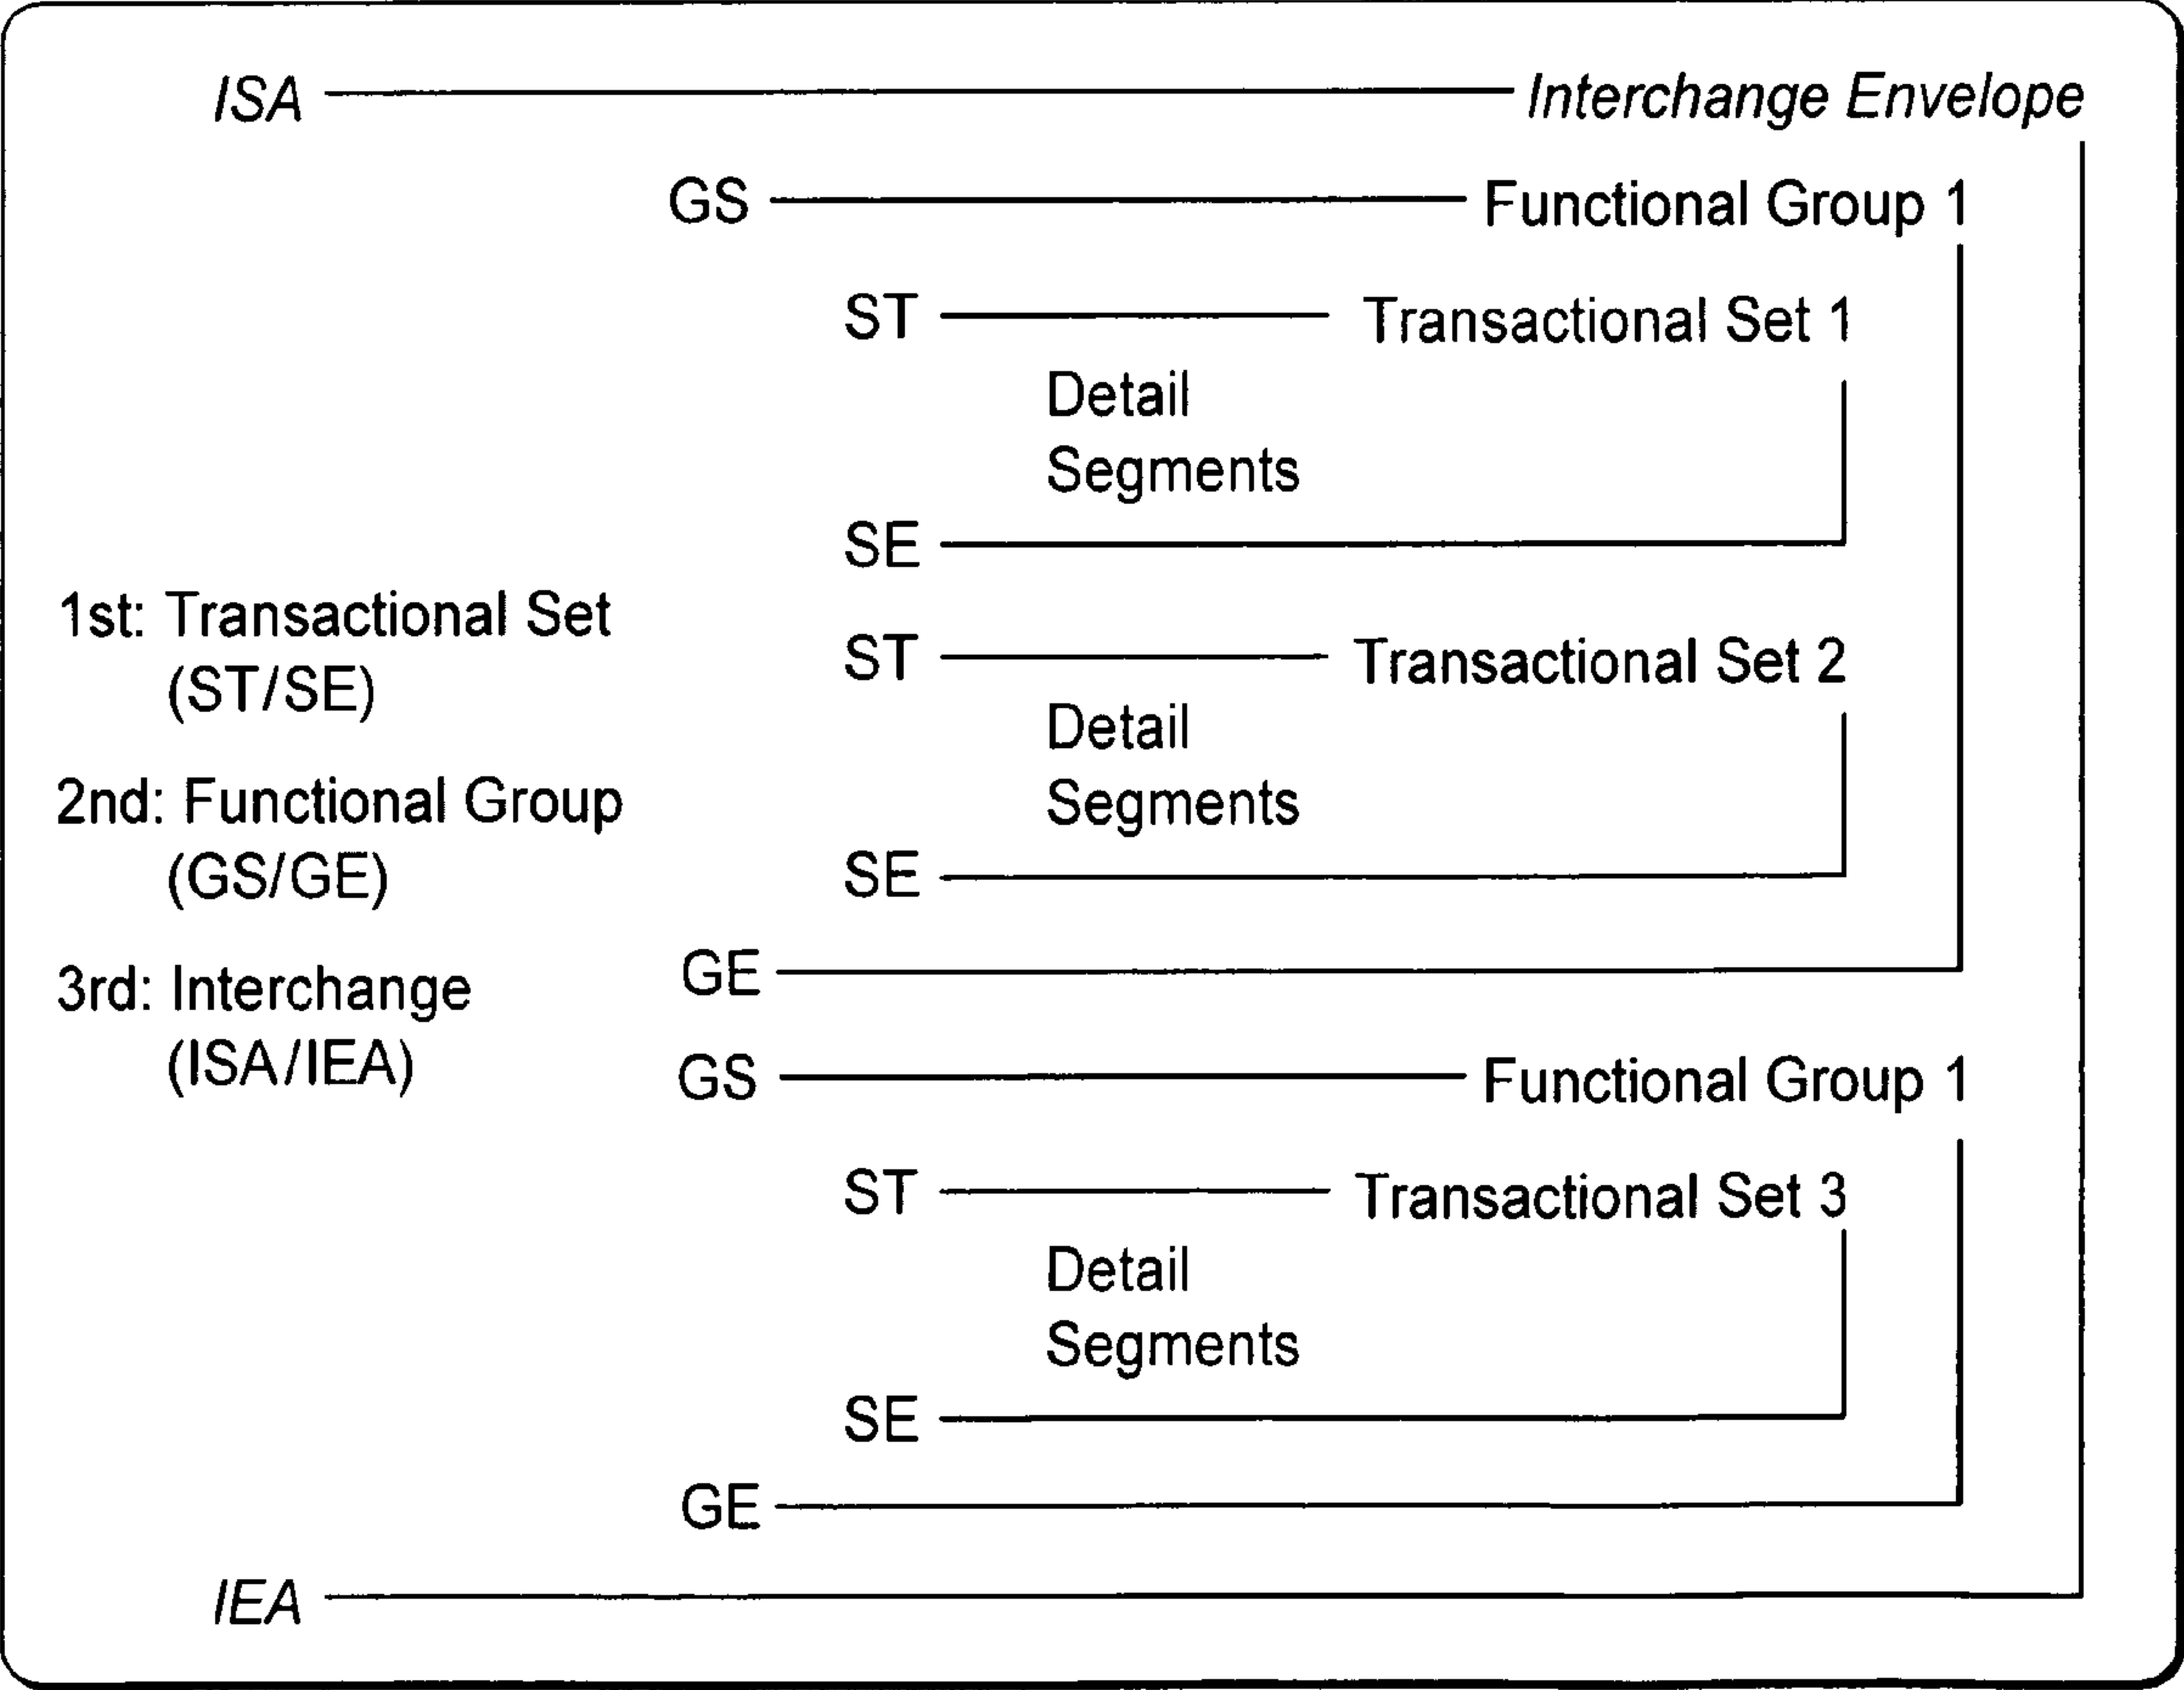 ISA Interchange Envelope
GS Functional Group 1
ST Transactional Set 1
Detail
Segments
SE
1st: Transactional Set
(ST/SE)
ST Transactional Set 2
Detail
Segments
2nd: Functional Group
(GS/GE)
SE
GE
3rd: Interchange
(ISA/IEA)
GS Functional Group 1
ST Transactional Set 3
Detail
Segments
SE
GE
IEA